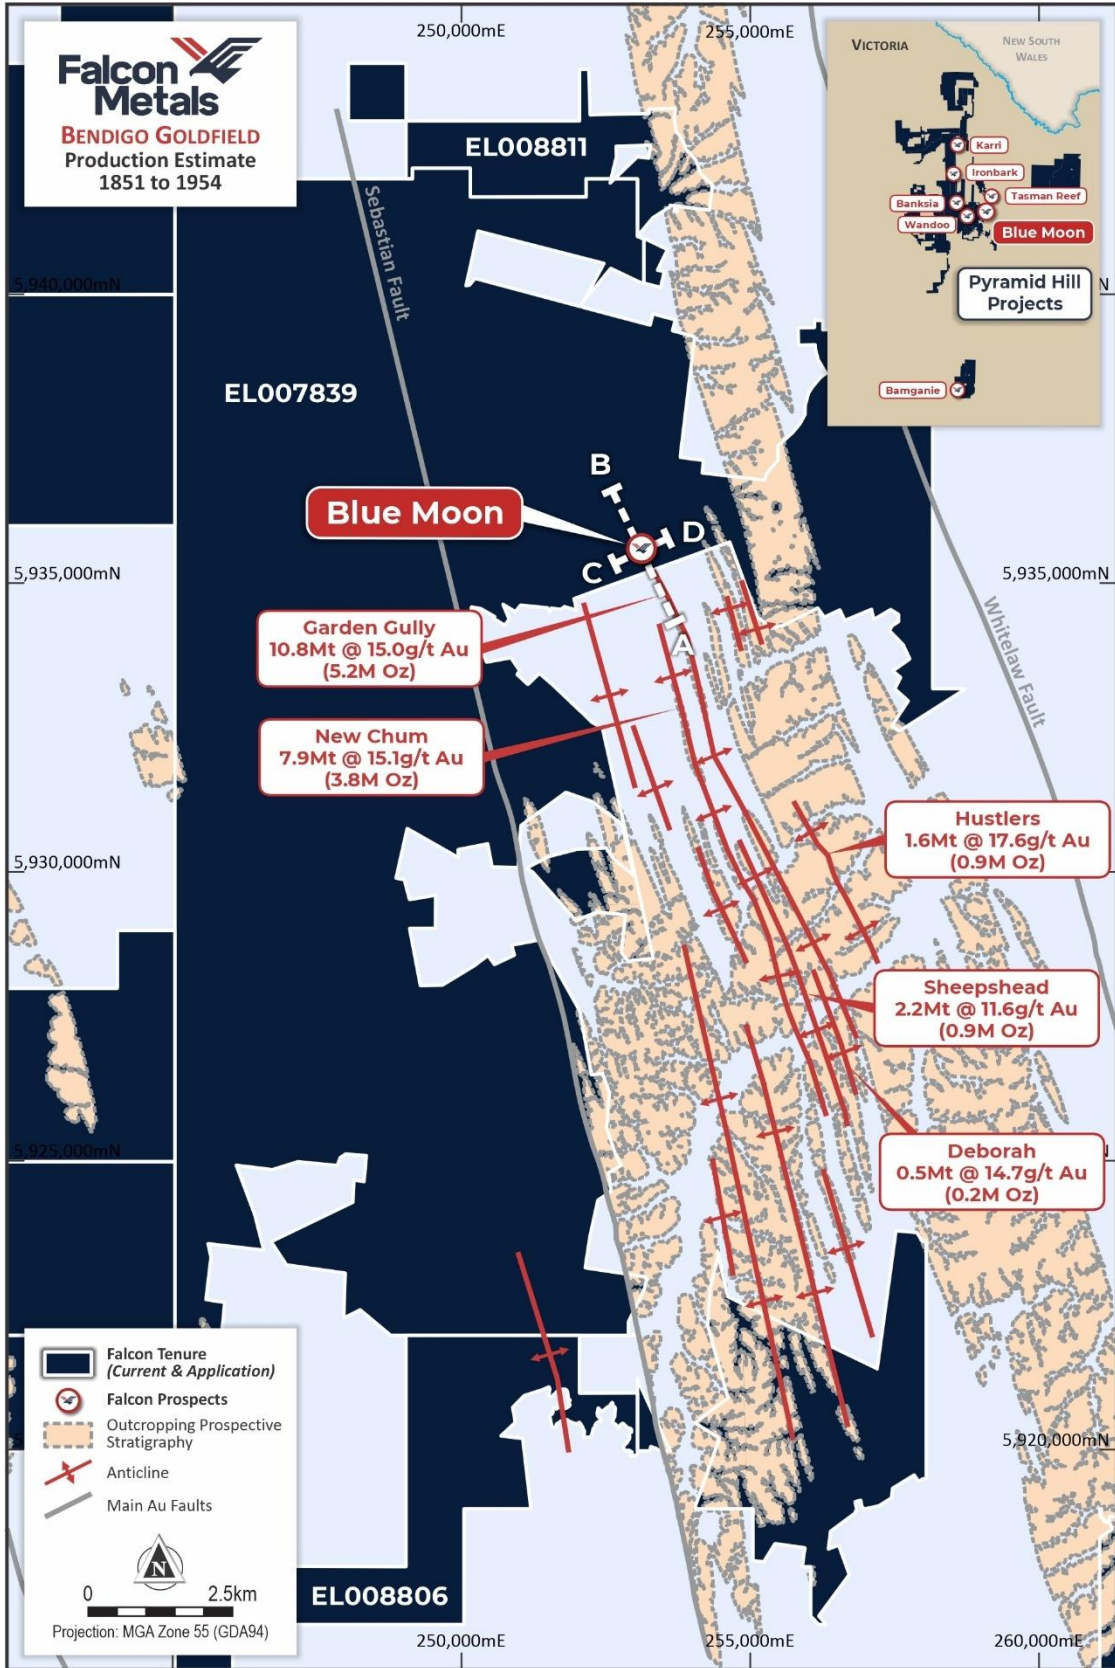 250,000mE
255,000mE
Falcon
Metals
BENDIGO GOLDFIELD
Production Estimate
1851 to 1954
VICTORIA
NEW SOUTH
WALES
Karri
Ironbark
Tasman Reef
Banksia
Wandoo
Blue Moon
Pyramid Hill
Projects
Bamganie
EL008811
Sebastian Fault
5,940,000mN
N
EL007839
B
Blue Moon
D
C
A
5,935,000mN
5,935,000mN
Whitelaw Fault
Garden Gully
10.8Mt @ 15.0g/t Au
(5.2M Oz)
New Chum
7.9Mt @ 15.1g/t Au
(3.8M Oz)
Hustlers
1.6Mt @ 17.6g/t Au
(0.9M Oz)
5,930,000mN
Sheepshead
2.2Mt @ 11.6g/t Au
(0.9M Oz)
Deborah
0.5Mt @ 14.7g/t Au
(0.2M Oz)
5,925,000mN
N
Falcon Tenure
(Current & Application)
Falcon Prospects
Outcropping Prospective
Stratigraphy
Anticline
Main Au Faults
N
0 2.5km
Projection: MGA Zone 55 (GDA94)
5,920,000mN
EL008806
250,000mE
255,000mE
260,000mE